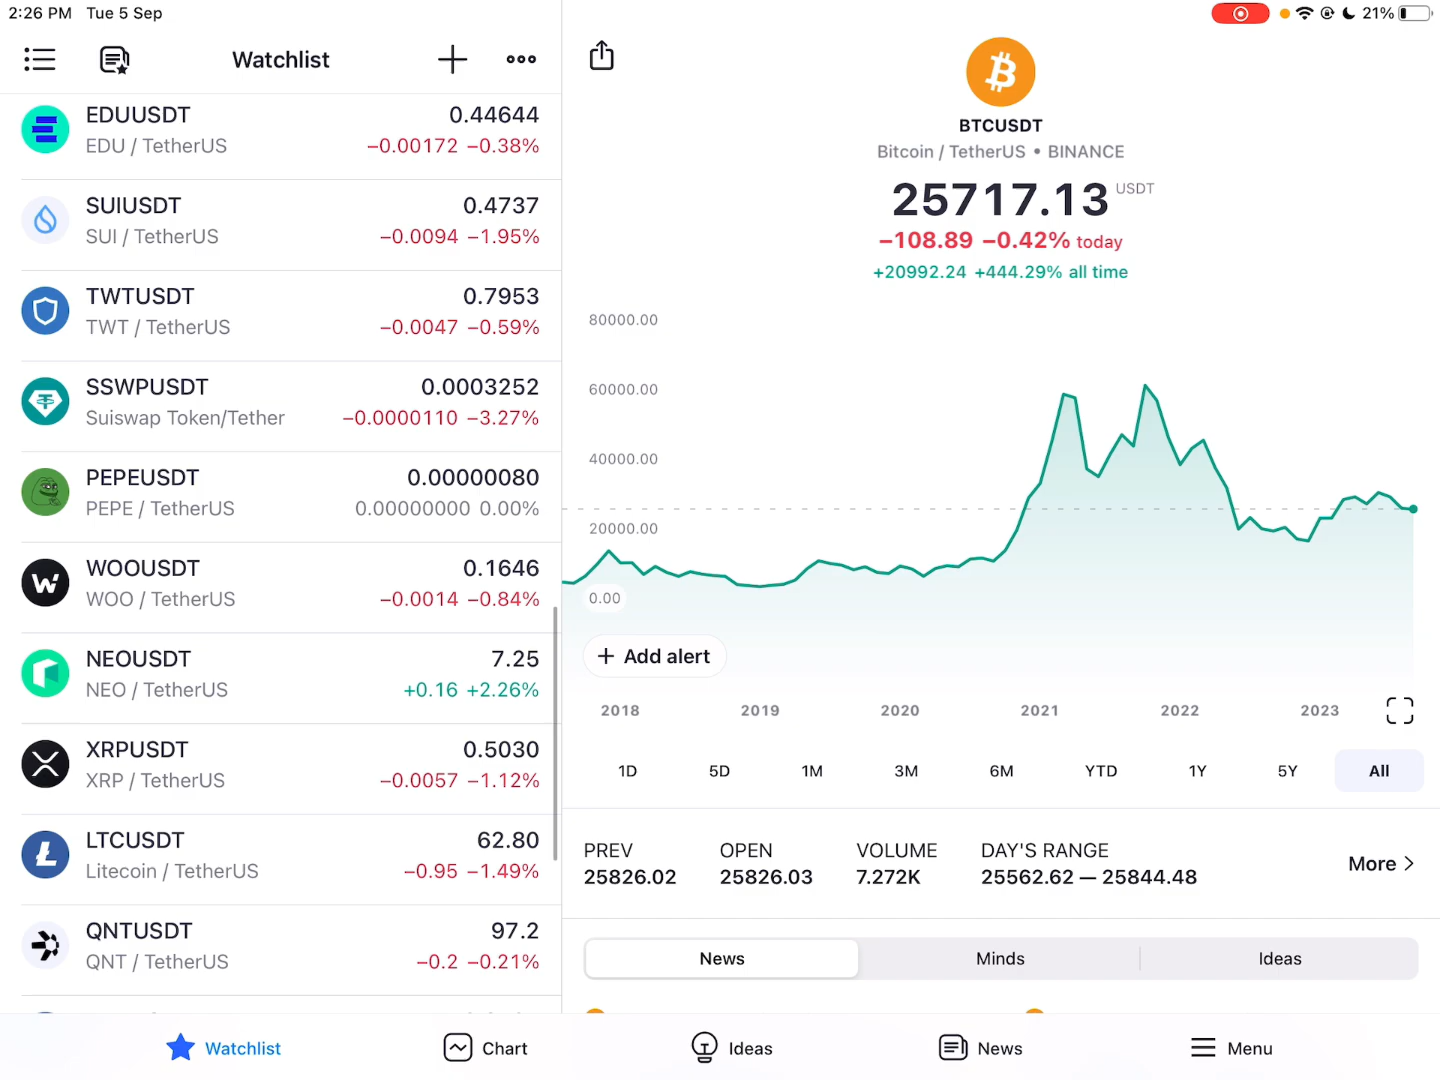 2:26 PM Tue 5 Sep
21%
Watchlist
EDUUSDT 0.44644
EDU / TetherUS −0.00172 −0.38%
SUIUSDT 0.4737
SUI / TetherUS −0.0094 −1.95%
TWTUSDT 0.7953
TWT / TetherUS −0.0047 −0.59%
SSWPUSDT 0.0003252
Suiswap Token/Tether −0.0000110 −3.27%
PEPEUSDT 0.00000080
PEPE / TetherUS 0.00000000 0.00%
WOOUSDT 0.1646
WOO / TetherUS −0.0014 −0.84%
NEOUSDT 7.25
NEO / TetherUS +0.16 +2.26%
XRPUSDT 0.5030
XRP / TetherUS −0.0057 −1.12%
LTCUSDT 62.80
Litecoin / TetherUS −0.95 −1.49%
QNTUSDT 97.2
QNT / TetherUS −0.2 −0.21%
BTCUSDT
Bitcoin / TetherUS • BINANCE
25717.13 USDT
−108.89 −0.42% today
+20992.24 +444.29% all time
80000.00
60000.00
40000.00
20000.00
0.00
+ Add alert
2018 2019 2020 2021 2022 2023
1D 5D 1M 3M 6M YTD 1Y 5Y All
PREV OPEN VOLUME DAY'S RANGE
25826.02 25826.03 7.272K 25562.62 — 25844.48
More >
News Minds Ideas
Watchlist Chart Ideas News Menu